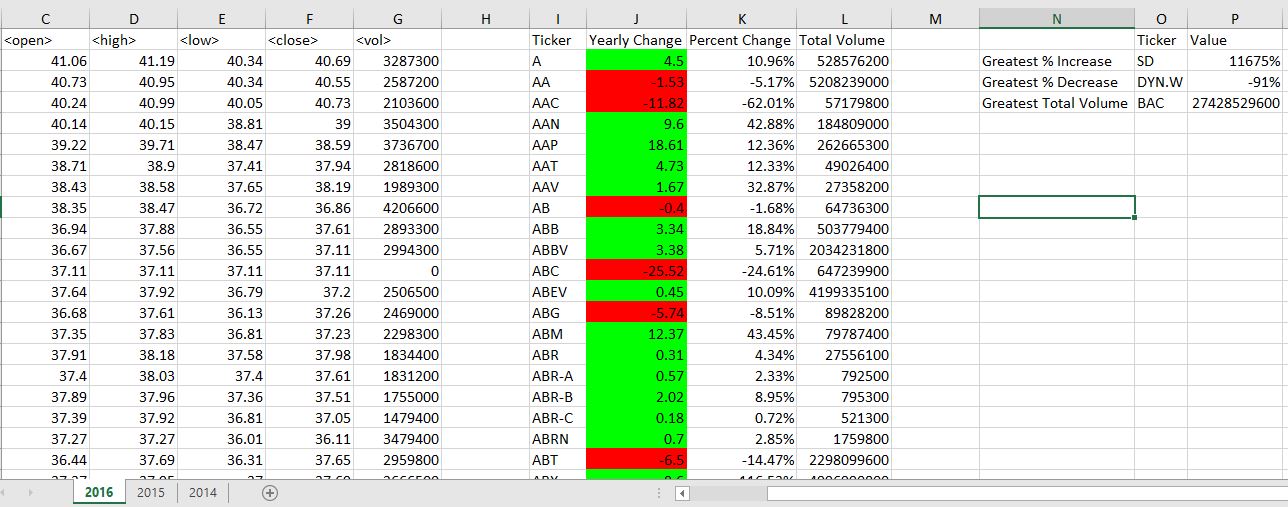 C D E F G H I J K L M N O P
<open> <high> <low> <close> <vol> Ticker Yearly Change Percent Change Total Volume Ticker Value
41.06 41.19 40.34 40.69 3287300 A 4.5 10.96% 528576200 Greatest % Increase SD 11675%
40.73 40.95 40.34 40.55 2587200 AA -1.53 -5.17% 5208239000 Greatest % Decrease DYN.W -91%
40.24 40.99 40.05 40.73 2103600 AAC -11.82 -62.01% 57179800 Greatest Total Volume BAC 27428529600
40.14 40.15 38.81 39 3504300 AAN 9.6 42.88% 184809000
39.22 39.71 38.47 38.59 3736700 AAP 18.61 12.36% 262665300
38.71 38.9 37.41 37.94 2818600 AAT 4.73 12.33% 49026400
38.43 38.58 37.65 38.19 1989300 AAV 1.67 32.87% 27358200
38.35 38.47 36.72 36.86 4206600 AB -0.4 -1.68% 64736300
36.94 37.88 36.55 37.61 2893300 ABB 3.34 18.84% 503779400
36.67 37.56 36.55 37.11 2994300 ABBV 3.38 5.71% 2034231800
37.11 37.11 37.11 37.11 0 ABC -25.52 -24.61% 647239900
37.64 37.92 36.79 37.2 2506500 ABEV 0.45 10.09% 4199335100
36.68 37.61 36.13 37.26 2469000 ABG -5.74 -8.51% 89828200
37.35 37.83 36.81 37.23 2298300 ABM 12.37 43.45% 79787400
37.91 38.18 37.58 37.98 1834400 ABR 0.31 4.34% 27556100
37.4 38.03 37.4 37.61 1831200 ABR-A 0.57 2.33% 792500
37.89 37.96 37.36 37.51 1755000 ABR-B 2.02 8.95% 795300
37.39 37.92 36.81 37.05 1479400 ABR-C 0.18 0.72% 521300
37.27 37.27 36.01 36.11 3479400 ABRN 0.7 2.85% 1759800
36.44 37.69 36.31 37.65 2959800 ABT -6.5 -14.47% 2298099600
2016 2015 2014